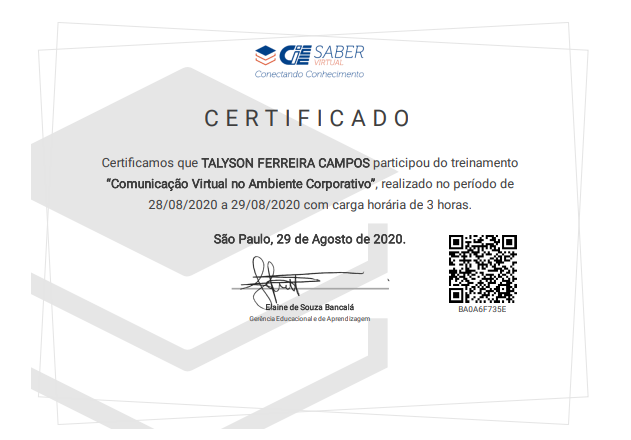 CIEE SABER
VIRTUAL
Conectando Conhecimento
CERTIFICADO
Certificamos que TALYSON FERREIRA CAMPOS participou do treinamento
“Comunicação Virtual no Ambiente Corporativo”, realizado no período de
28/08/2020 a 29/08/2020 com carga horária de 3 horas.
São Paulo, 29 de Agosto de 2020.
Elaine de Souza Bancalá
Gerência Educacional e de Aprendizagem
BA0A6F735E